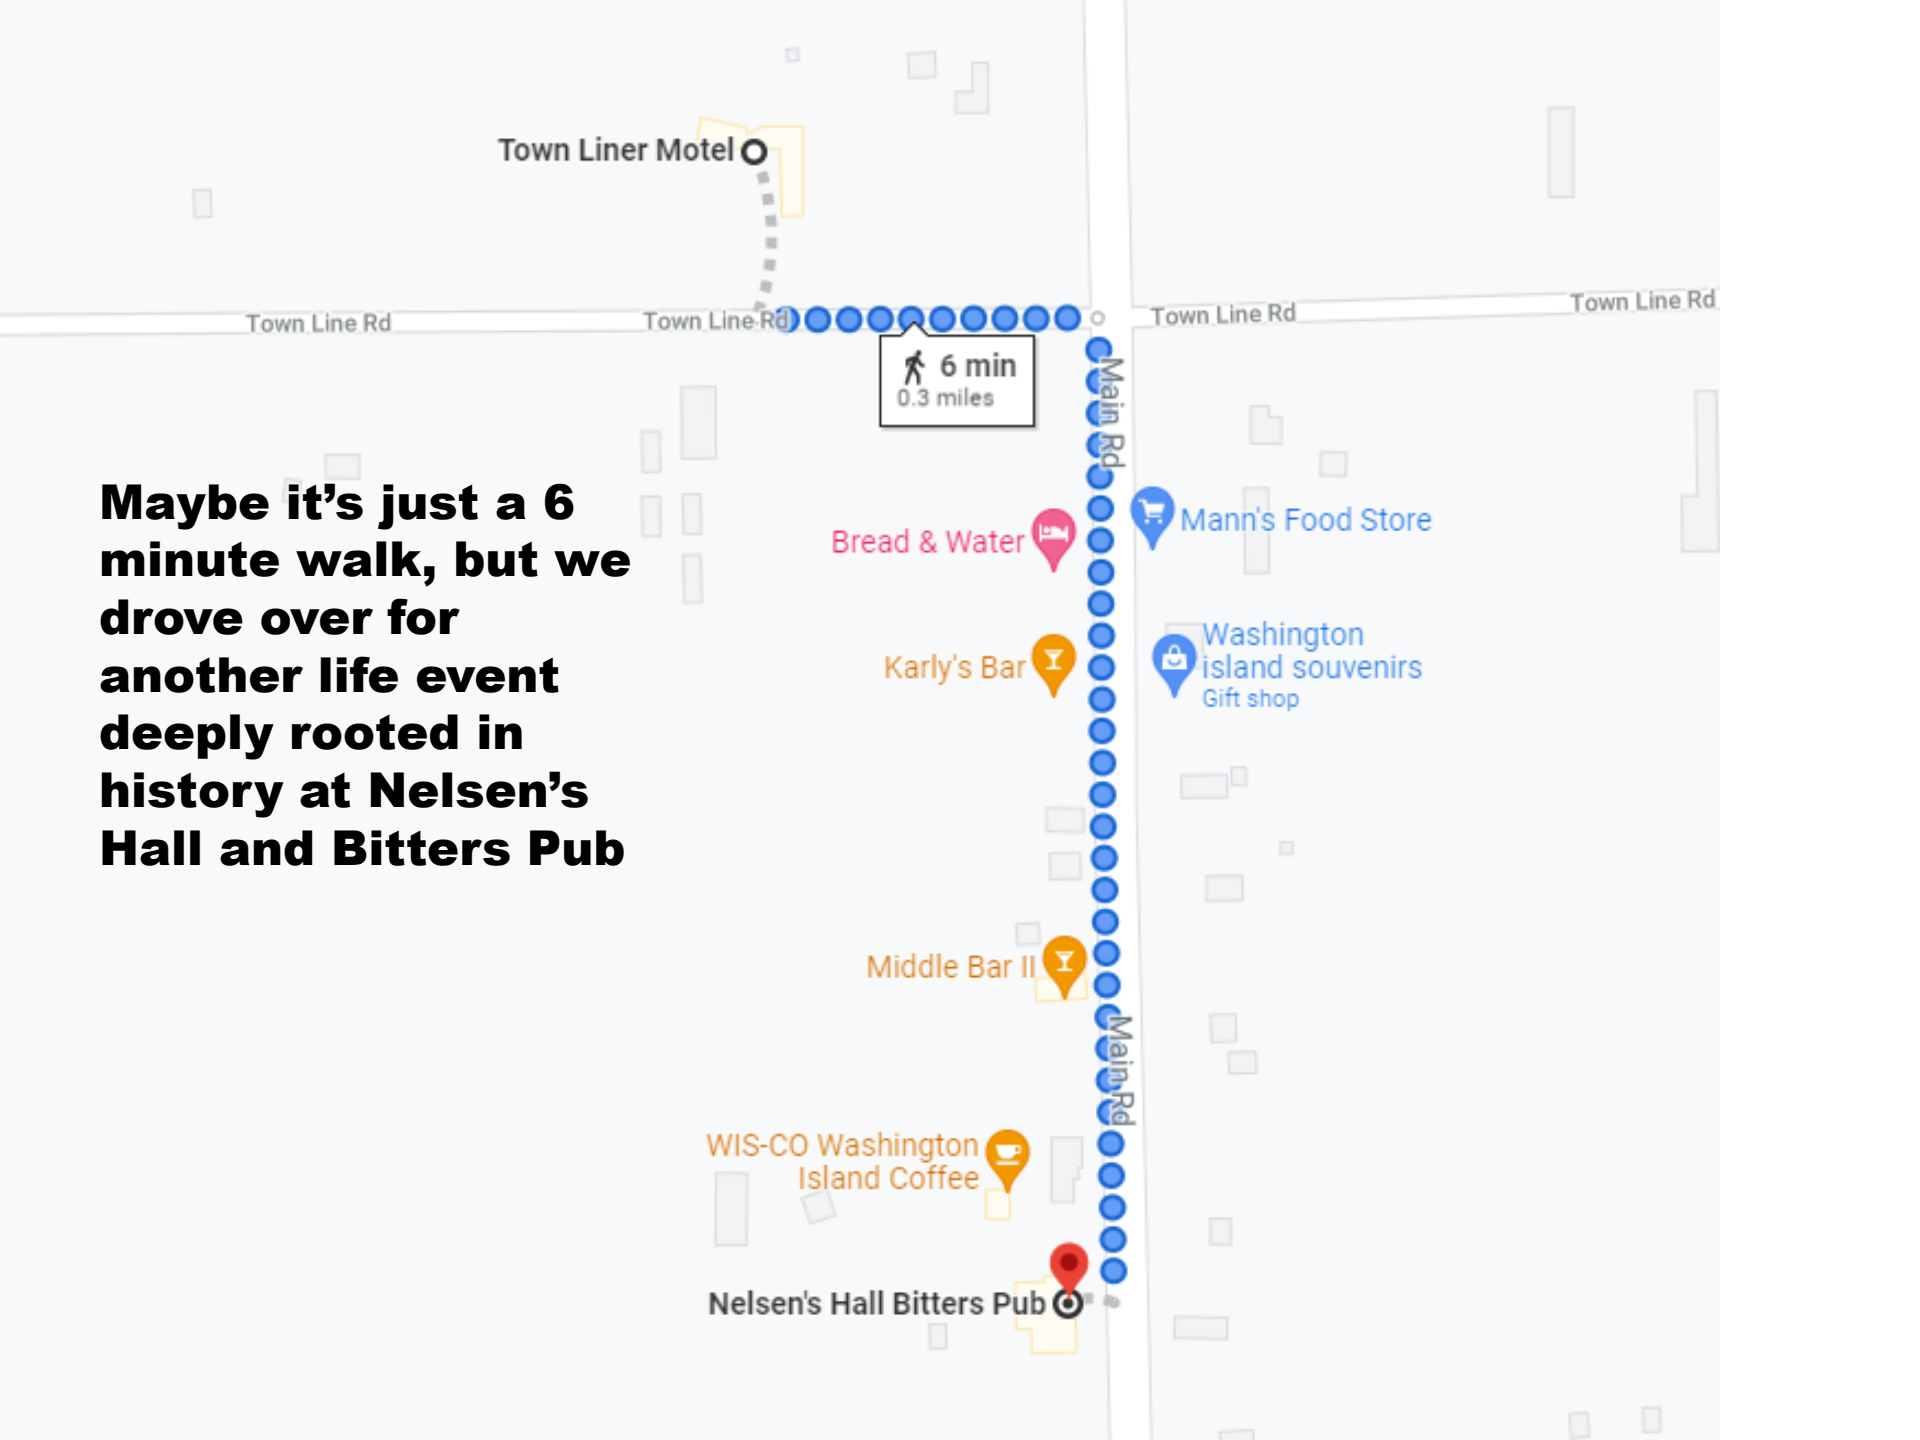 Town Liner Motel
Town Line Rd
Town Line Rd
Town Line Rd
Town Line Rd
6 min
0.3 miles
Main Rd
Maybe it’s just a 6
minute walk, but we
drove over for
another life event
deeply rooted in
history at Nelsen’s
Hall and Bitters Pub
Bread & Water
Mann's Food Store
Karly's Bar
Washington
island souvenirs
Gift shop
Middle Bar II
Main Rd
WIS-CO Washington
Island Coffee
Nelsen's Hall Bitters Pub